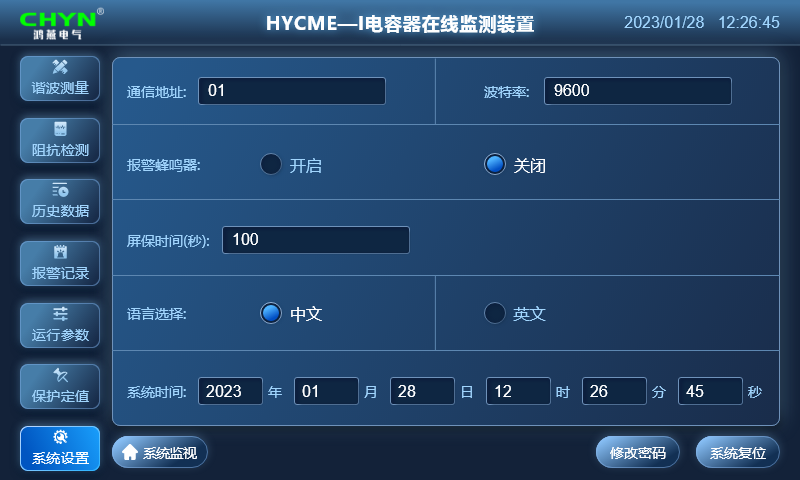 CHYN®
鸿燕电气
HYCME—I电容器在线监测装置
2023/01/28 12:26:45
谐波测量
阻抗检测
历史数据
报警记录
运行参数
保护定值
系统设置
通信地址: 01
波特率: 9600
报警蜂鸣器: 开启 关闭
屏保时间(秒): 100
语言选择: 中文 英文
系统时间: 2023 年 01 月 28 日 12 时 26 分 45 秒
系统监视
修改密码
系统复位